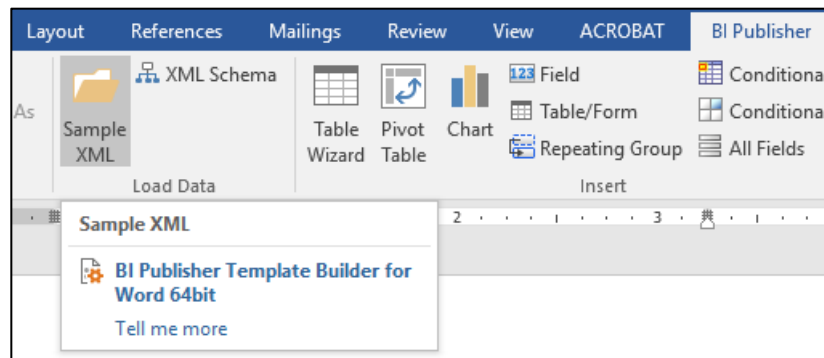 Layout References Mailings Review View ACROBAT BI Publisher
As
Sample XML
XML Schema
Load Data
Table Wizard
Pivot Table
Chart
123 Field
Table/Form
Repeating Group
Insert
Conditiona
Conditiona
All Fields
2 3
Sample XML
BI Publisher Template Builder for
Word 64bit
Tell me more